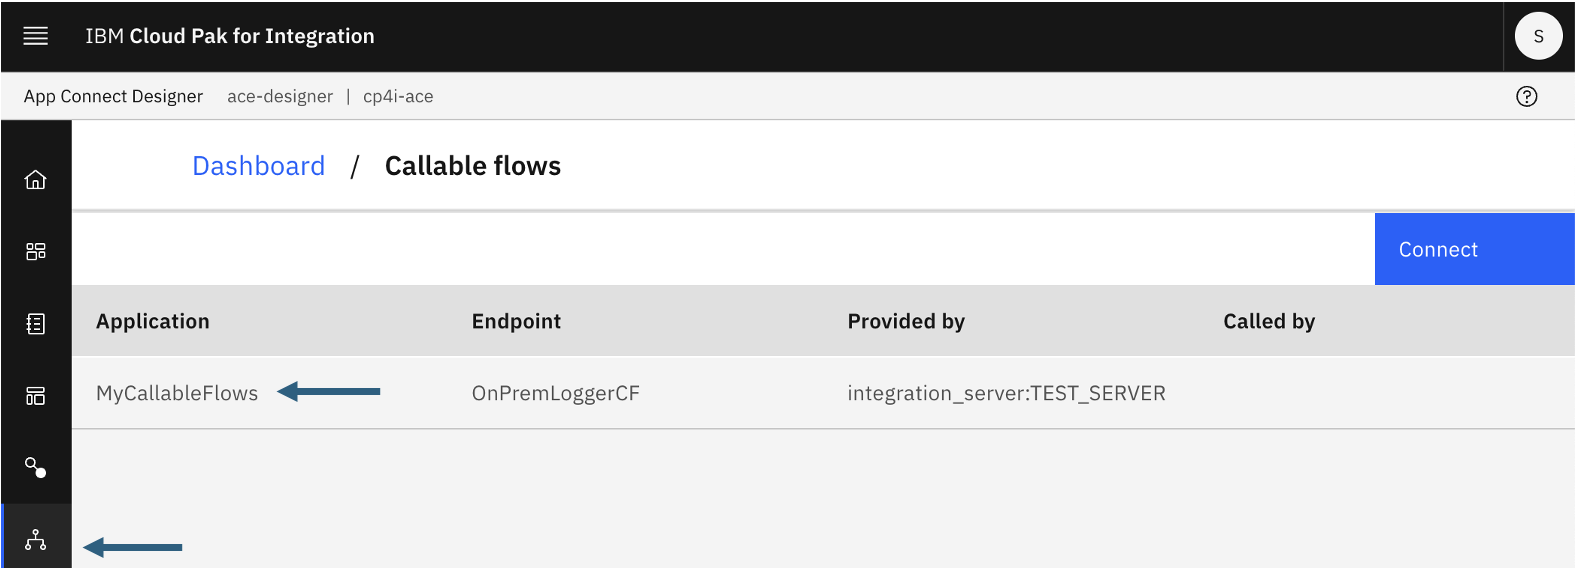 IBM Cloud Pak for Integration
S
App Connect Designer ace-designer | cp4i-ace
Dashboard / Callable flows
Connect
Application Endpoint Provided by Called by
MyCallableFlows OnPremLoggerCF integration_server:TEST_SERVER